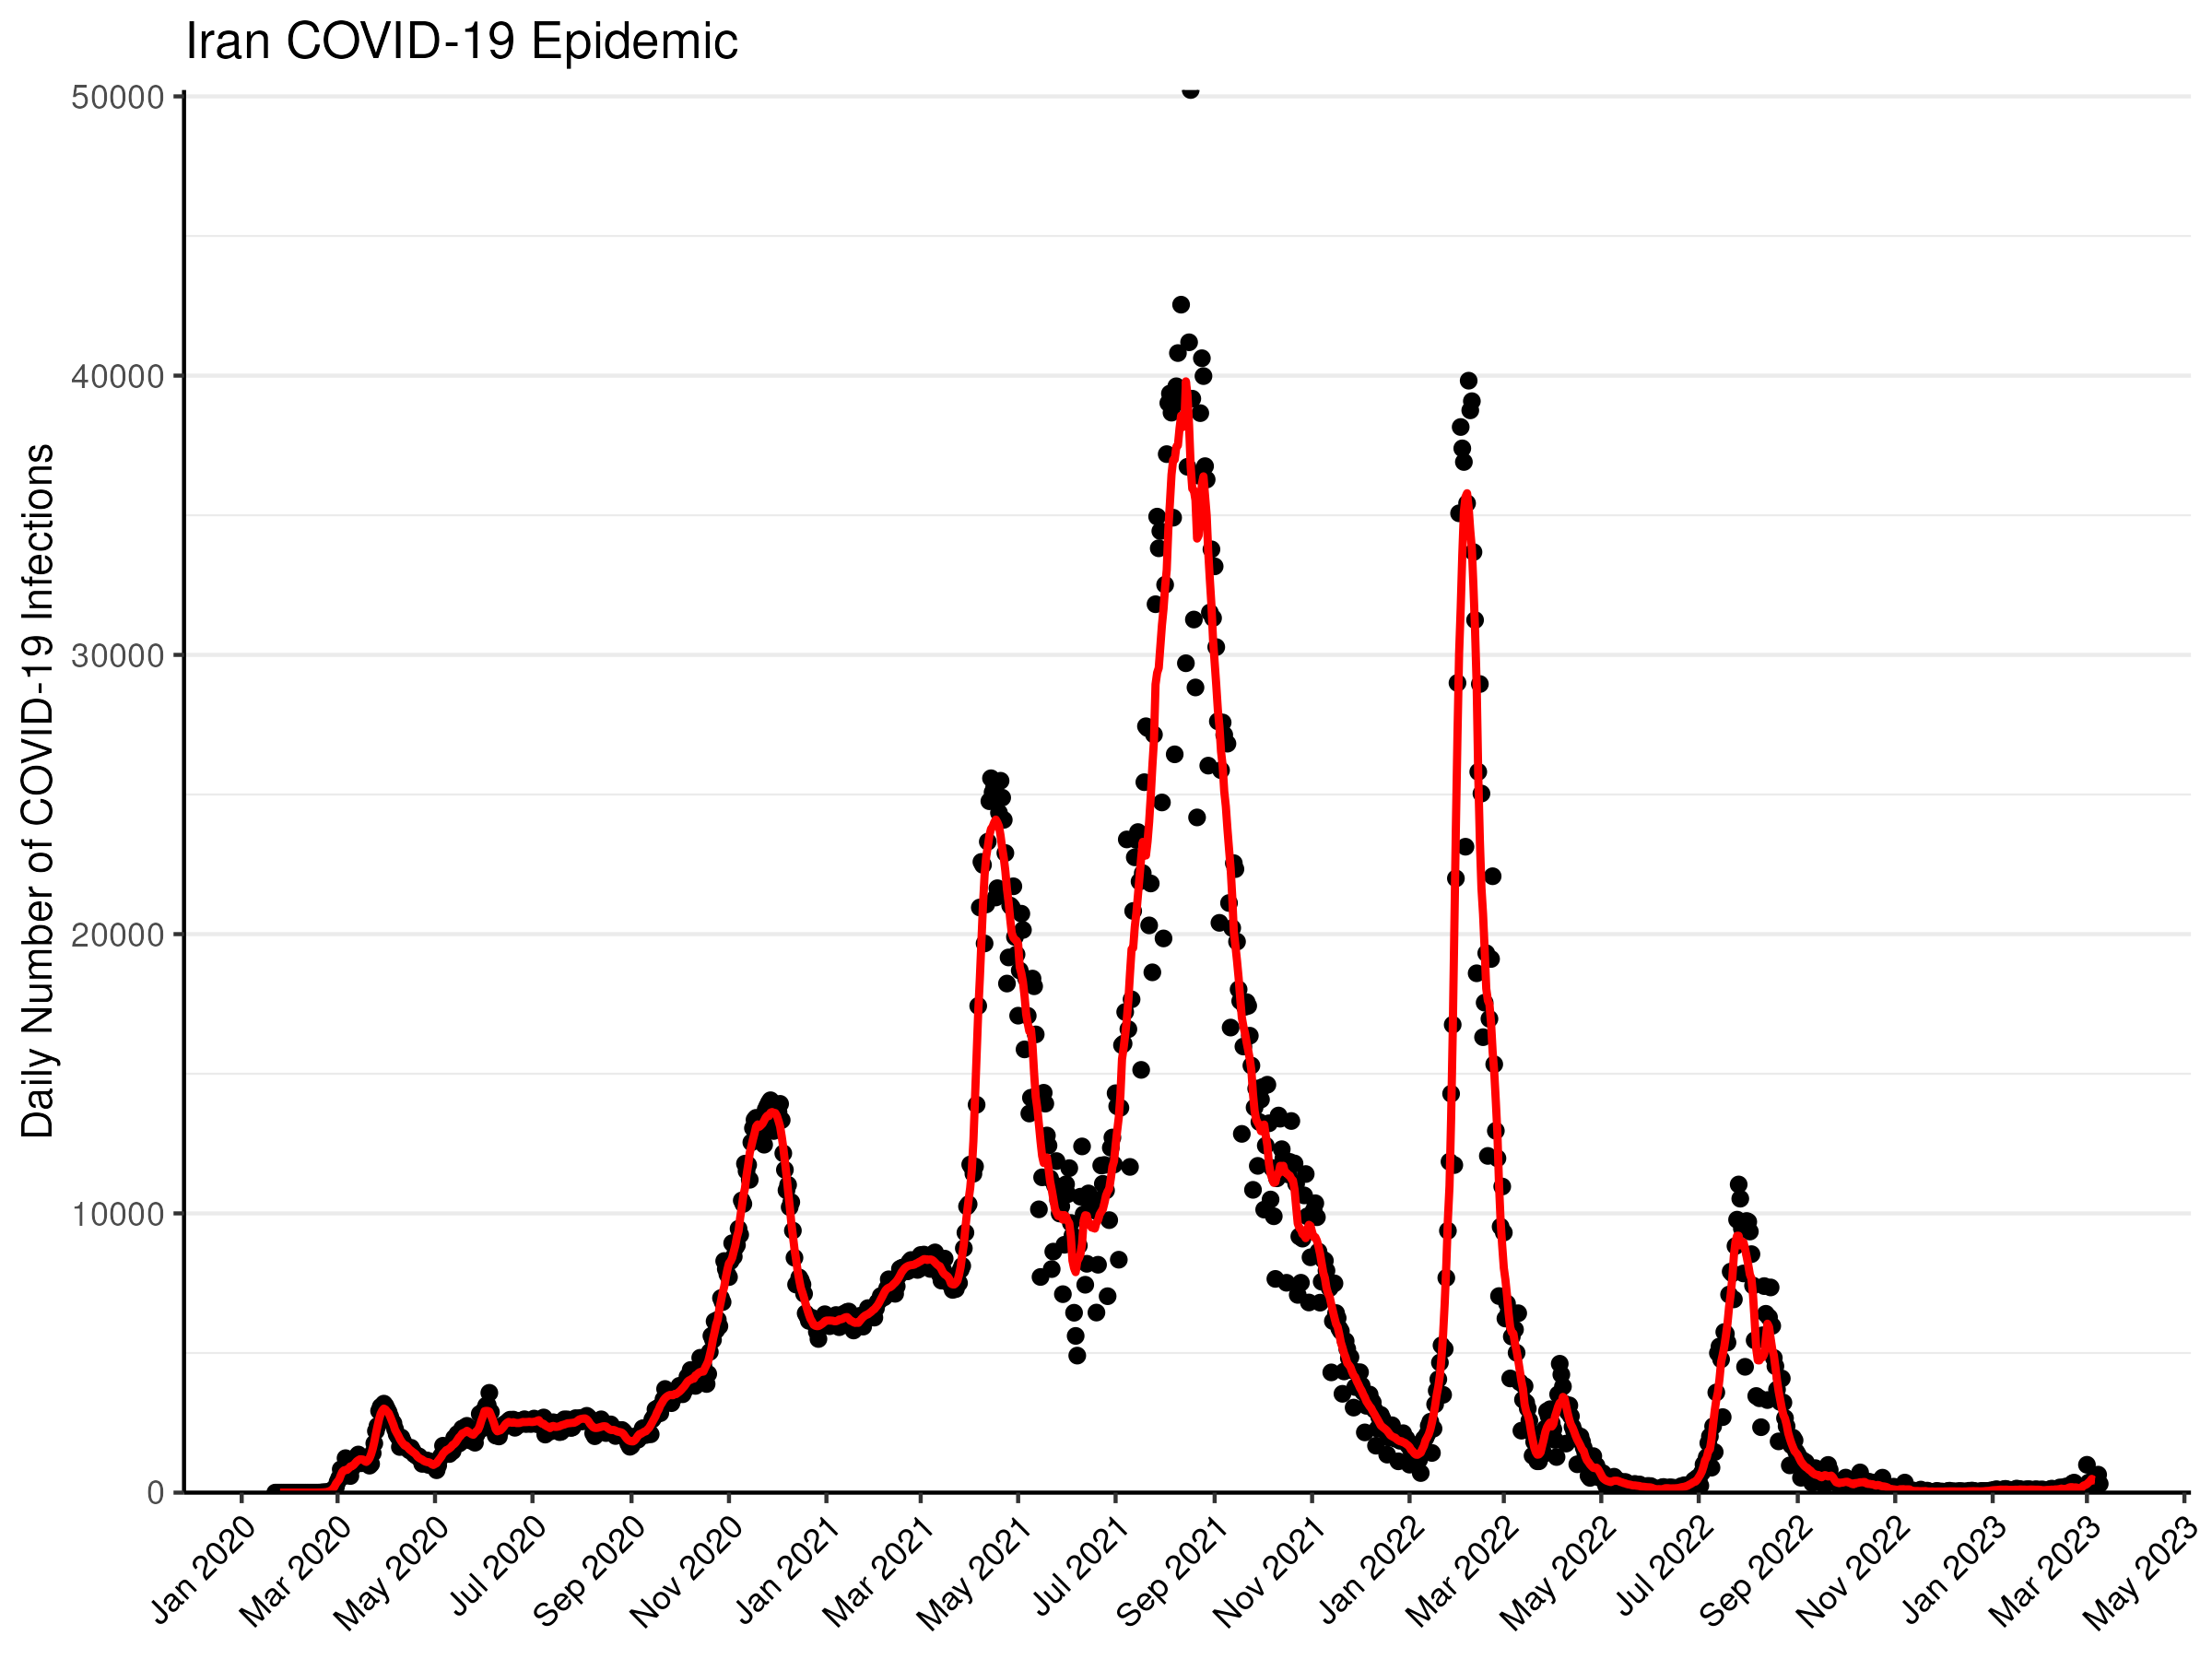 Iran COVID-19 Epidemic
Daily Number of COVID-19 Infections
50000
40000
30000
20000
10000
0
Jan 2020
Mar 2020
May 2020
Jul 2020
Sep 2020
Nov 2020
Jan 2021
Mar 2021
May 2021
Jul 2021
Sep 2021
Nov 2021
Jan 2022
Mar 2022
May 2022
Jul 2022
Sep 2022
Nov 2022
Jan 2023
Mar 2023
May 2023